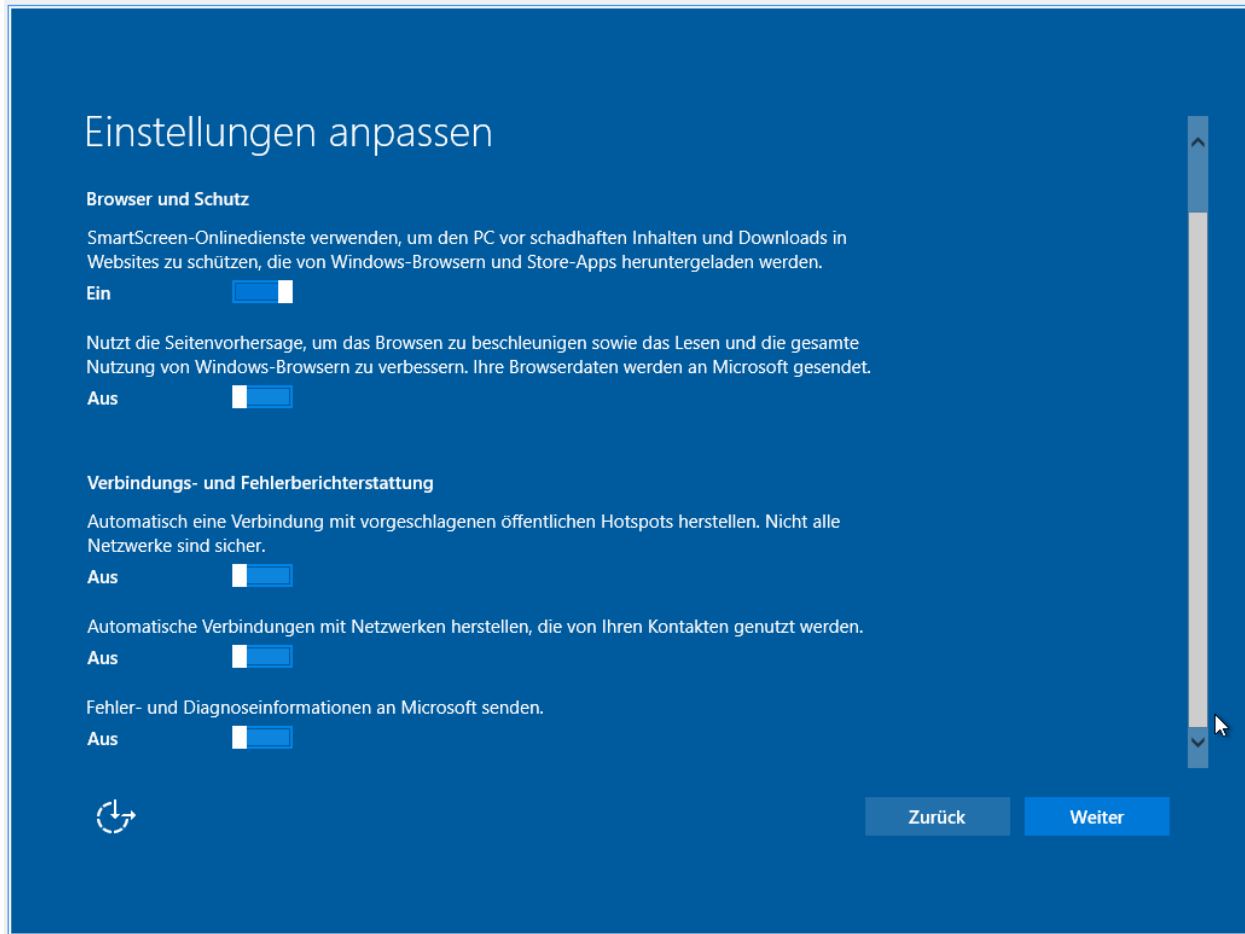 Einstellungen anpassen
Browser und Schutz
SmartScreen-Onlinedienste verwenden, um den PC vor schadhaften Inhalten und Downloads in
Websites zu schützen, die von Windows-Browsern und Store-Apps heruntergeladen werden.
Ein
Nutzt die Seitenvorhersage, um das Browsen zu beschleunigen sowie das Lesen und die gesamte
Nutzung von Windows-Browsern zu verbessern. Ihre Browserdaten werden an Microsoft gesendet.
Aus
Verbindungs- und Fehlerberichterstattung
Automatisch eine Verbindung mit vorgeschlagenen öffentlichen Hotspots herstellen. Nicht alle
Netzwerke sind sicher.
Aus
Automatische Verbindungen mit Netzwerken herstellen, die von Ihren Kontakten genutzt werden.
Aus
Fehler- und Diagnoseinformationen an Microsoft senden.
Aus
Zurück
Weiter